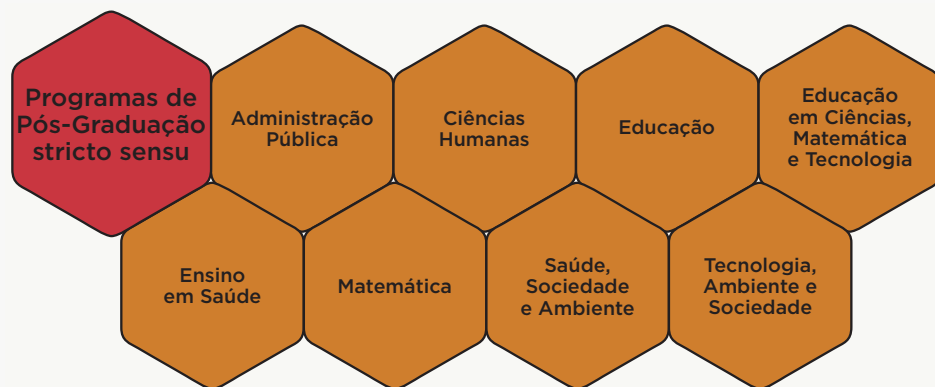 Programas de
Pós-Graduação
stricto sensu
Administração
Pública
Ciências
Humanas
Educação
Educação
em Ciências,
Matemática
e Tecnologia
Ensino
em Saúde
Matemática
Saúde,
Sociedade
e Ambiente
Tecnologia,
Ambiente e
Sociedade